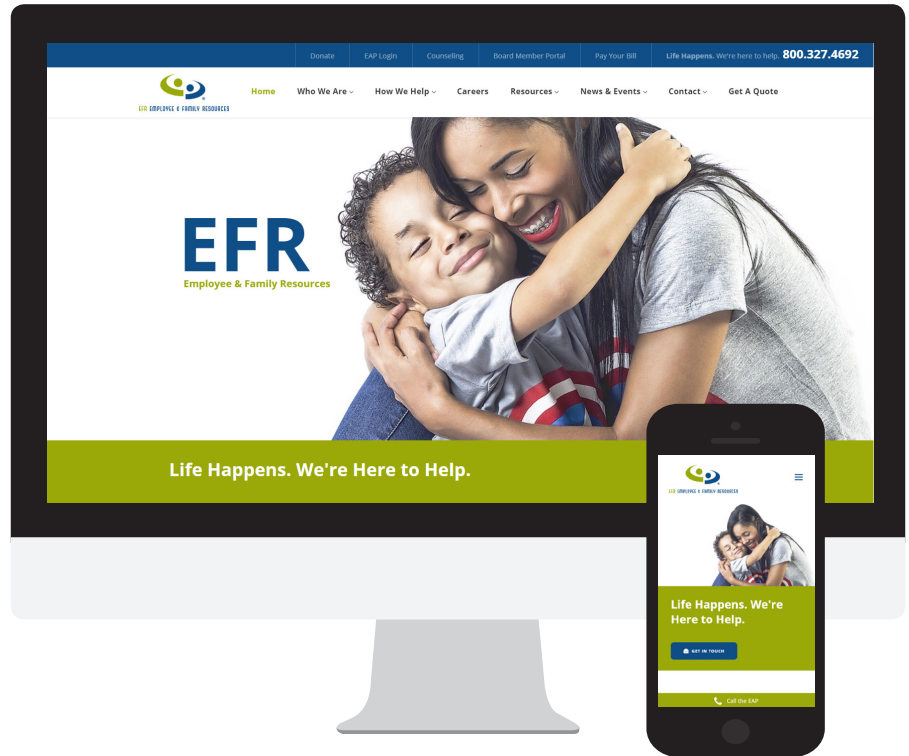 Donate EAP Login Counseling Board Member Portal Pay Your Bill Life Happens. We're here to help. 800.327.4692
EFR EMPLOYEE & FAMILY RESOURCES
Home Who We Are How We Help Careers Resources News & Events Contact Get A Quote
EFR
Employee & Family Resources
Life Happens. We're Here to Help.
EFR EMPLOYEE & FAMILY RESOURCES
Life Happens. We're
Here to Help.
GET IN TOUCH
Call the EAP